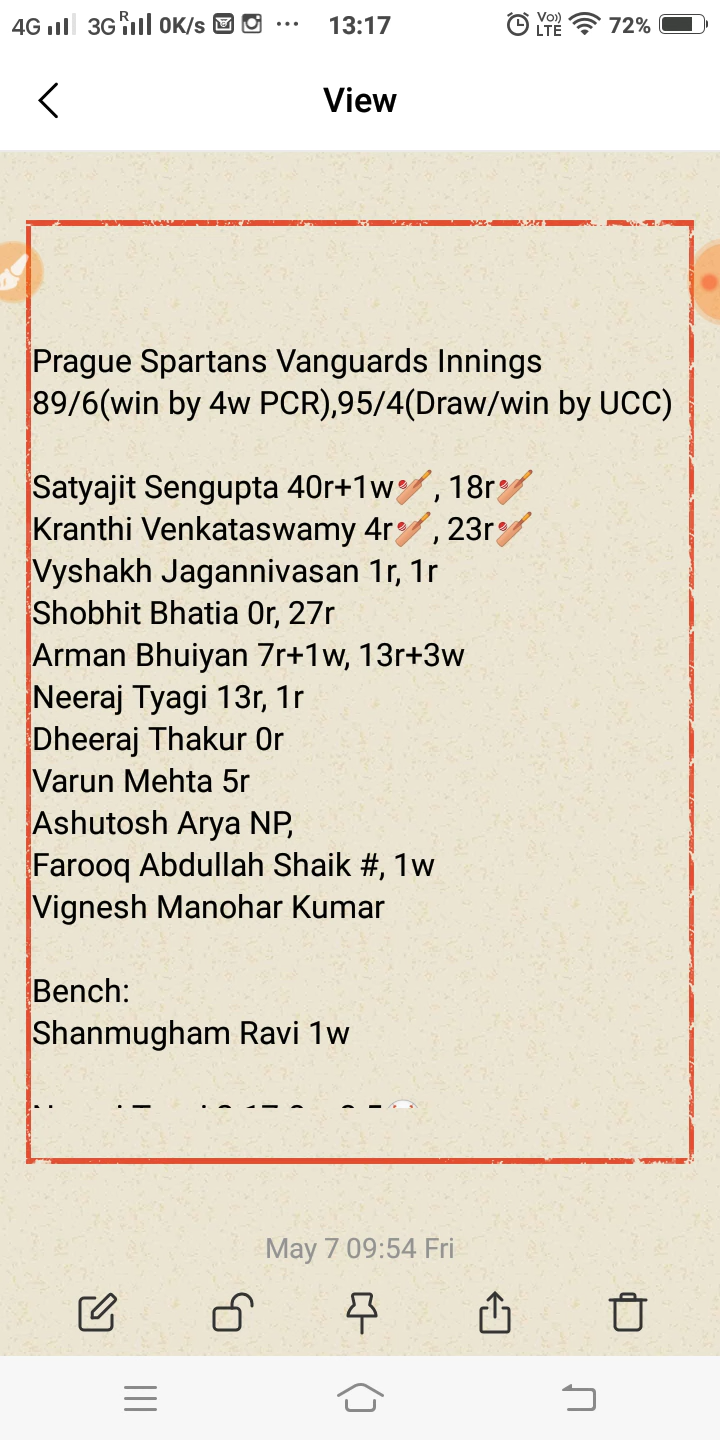 4G 3G R 0K/s 13:17 Vo)) LTE 72%
View
Prague Spartans Vanguards Innings
89/6(win by 4w PCR),95/4(Draw/win by UCC)
Satyajit Sengupta 40r+1w🏏, 18r🏏
Kranthi Venkataswamy 4r🏏, 23r🏏
Vyshakh Jagannivasan 1r, 1r
Shobhit Bhatia 0r, 27r
Arman Bhuiyan 7r+1w, 13r+3w
Neeraj Tyagi 13r, 1r
Dheeraj Thakur 0r
Varun Mehta 5r
Ashutosh Arya NP,
Farooq Abdullah Shaik #, 1w
Vignesh Manohar Kumar
Bench:
Shanmugham Ravi 1w
May 7 09:54 Fri